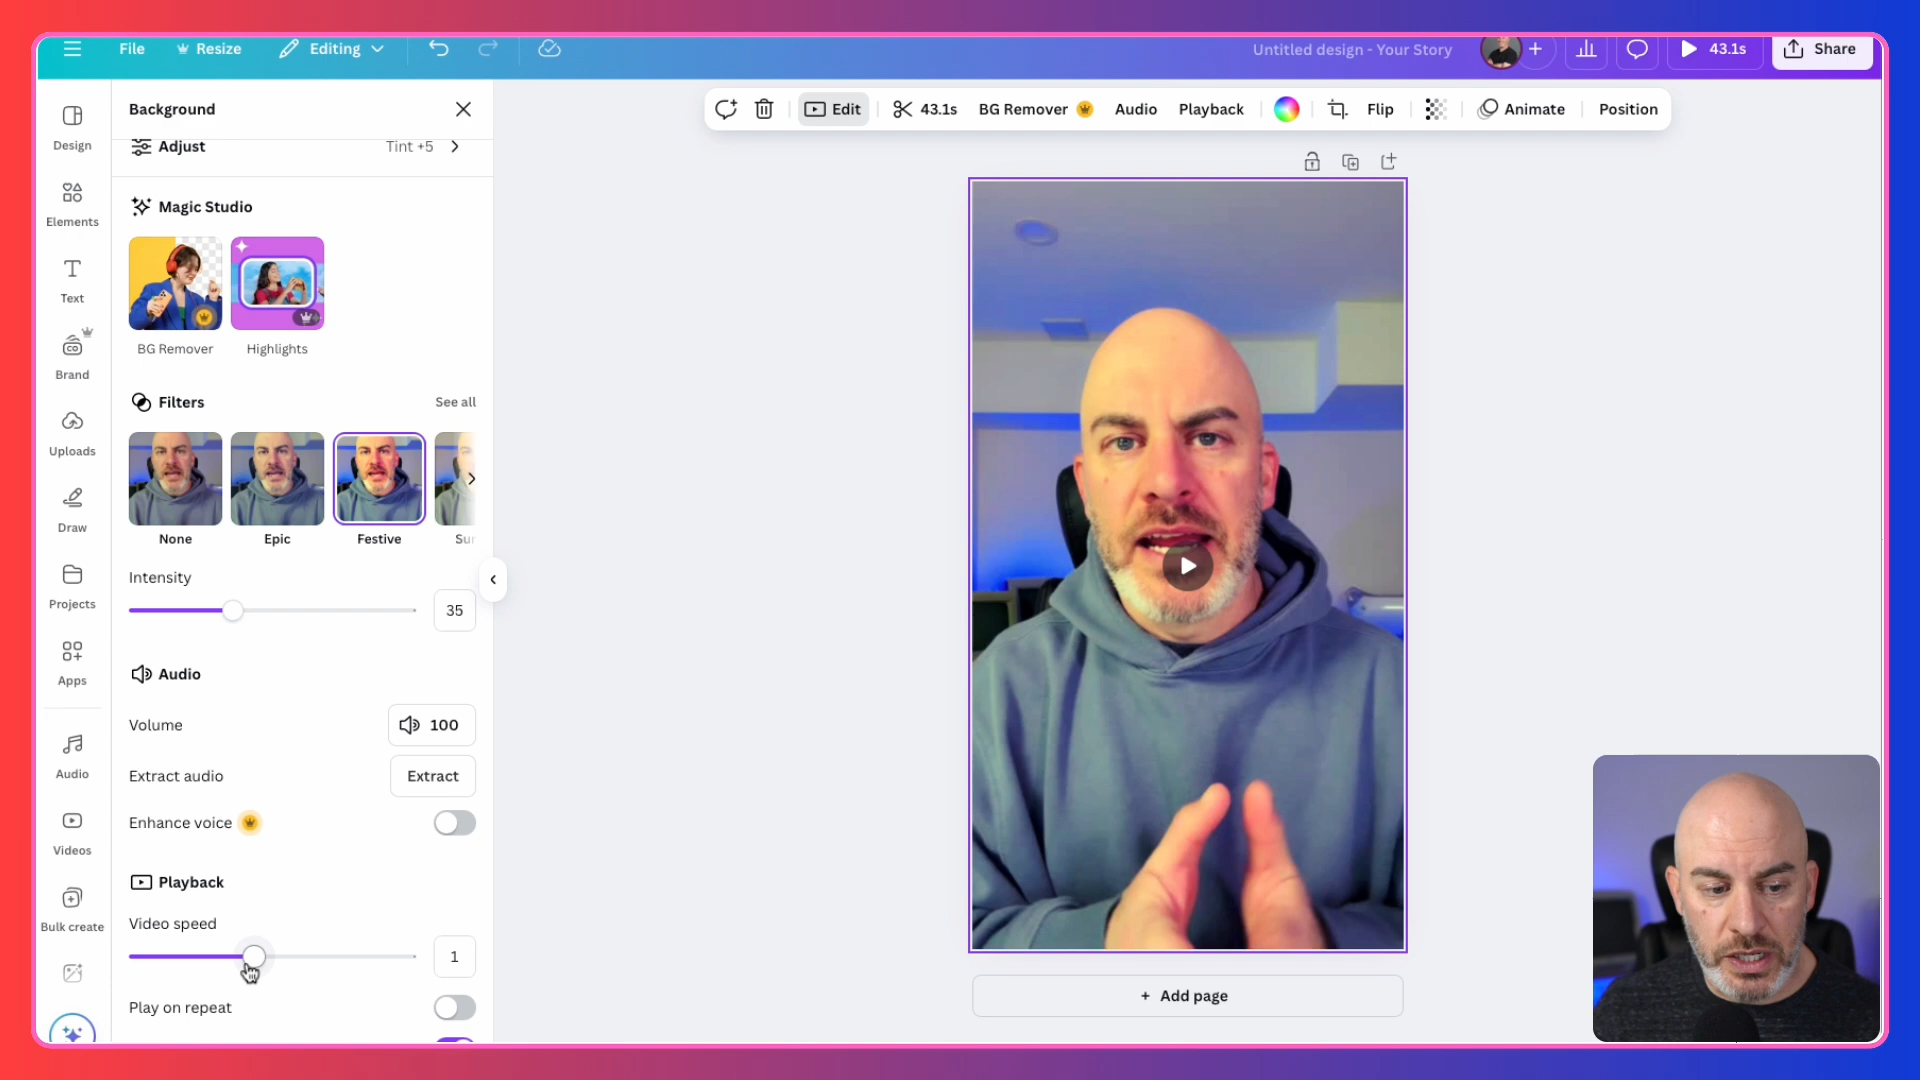 File
Resize
Editing
Untitled design - Your Story
43.1s
Share
Design
Elements
Text
Brand
Uploads
Draw
Projects
Apps
Audio
Videos
Bulk create
Background
Adjust
Tint +5
Magic Studio
BG Remover
Highlights
Filters
See all
None
Epic
Festive
Sur
Intensity
35
Audio
Volume
100
Extract audio
Extract
Enhance voice
Playback
Video speed
1
Play on repeat
Edit
43.1s
BG Remover
Audio
Playback
Flip
Animate
Position
+ Add page